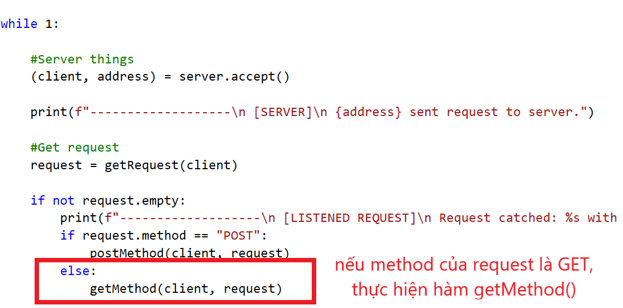 while 1:
#Server things
(client, address) = server.accept()
print(f"-------------------\n [SERVER]\n {address} sent request to server.")
#Get request
request = getRequest(client)
if not request.empty:
print(f"-------------------\n [LISTENED REQUEST]\n Request catched: %s with
if request.method == "POST":
postMethod(client, request)
else:
getMethod(client, request)
nếu method của request là GET,
thực hiện hàm getMethod()